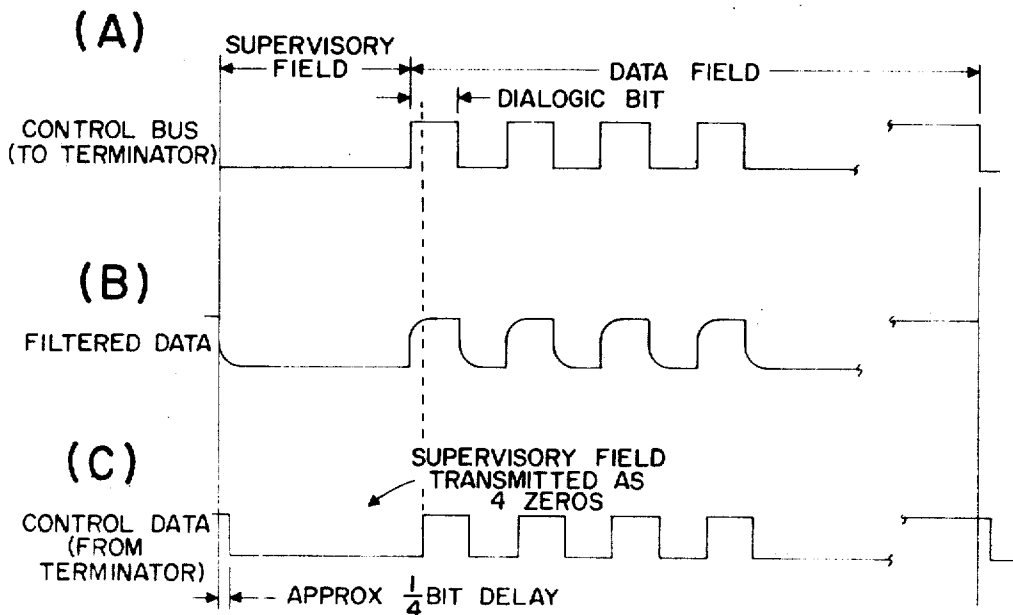 (A)
SUPERVISORY
FIELD
DATA FIELD
DIALOGIC BIT
CONTROL BUS
(TO TERMINATOR)
(B)
FILTERED DATA
(C)
SUPERVISORY FIELD
TRANSMITTED AS
4 ZEROS
CONTROL DATA
(FROM
TERMINATOR)
APPROX 1/4 BIT DELAY